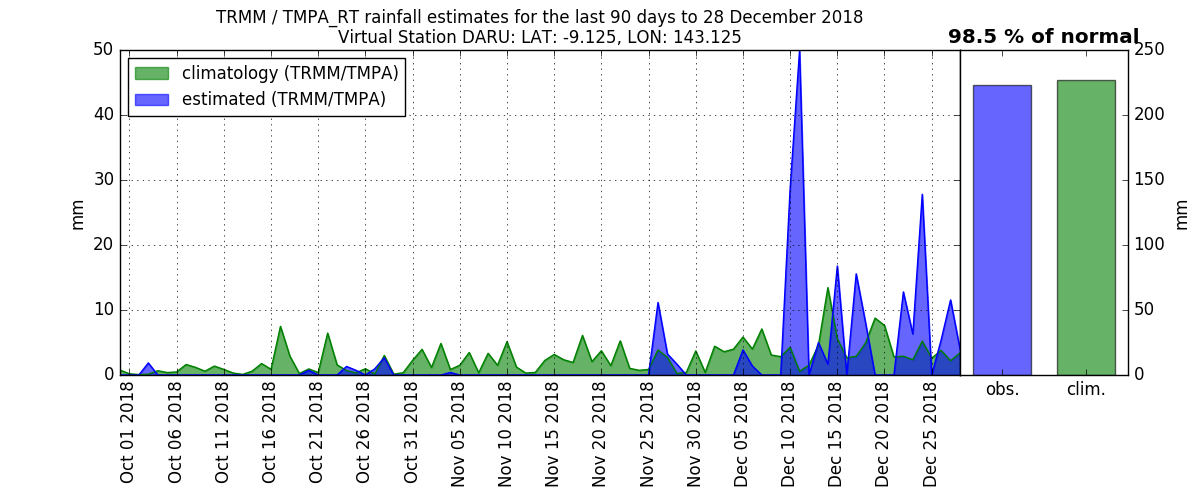 TRMM / TMPA_RT rainfall estimates for the last 90 days to 28 December 2018
Virtual Station DARU: LAT: -9.125, LON: 143.125
98.5 % of normal
climatology (TRMM/TMPA)
estimated (TRMM/TMPA)
50
40
30
20
10
0
mm
Oct 01 2018
Oct 06 2018
Oct 11 2018
Oct 16 2018
Oct 21 2018
Oct 26 2018
Oct 31 2018
Nov 05 2018
Nov 10 2018
Nov 15 2018
Nov 20 2018
Nov 25 2018
Nov 30 2018
Dec 05 2018
Dec 10 2018
Dec 15 2018
Dec 20 2018
Dec 25 2018
obs.
clim.
250
200
150
100
50
0
mm